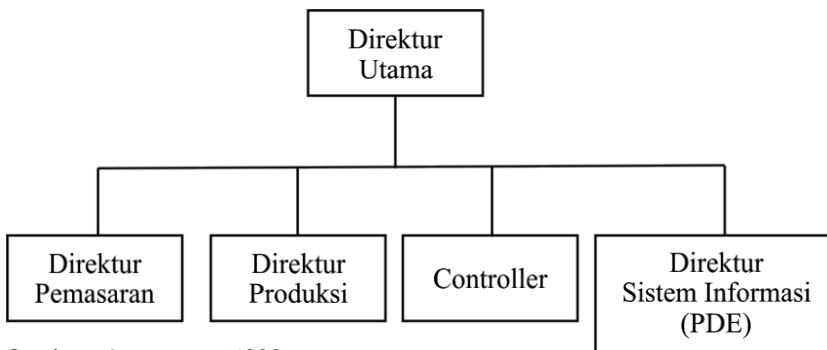 Direktur
Utama
Direktur
Pemasaran
Direktur
Produksi
Controller
Direktur
Sistem Informasi
(PDE)